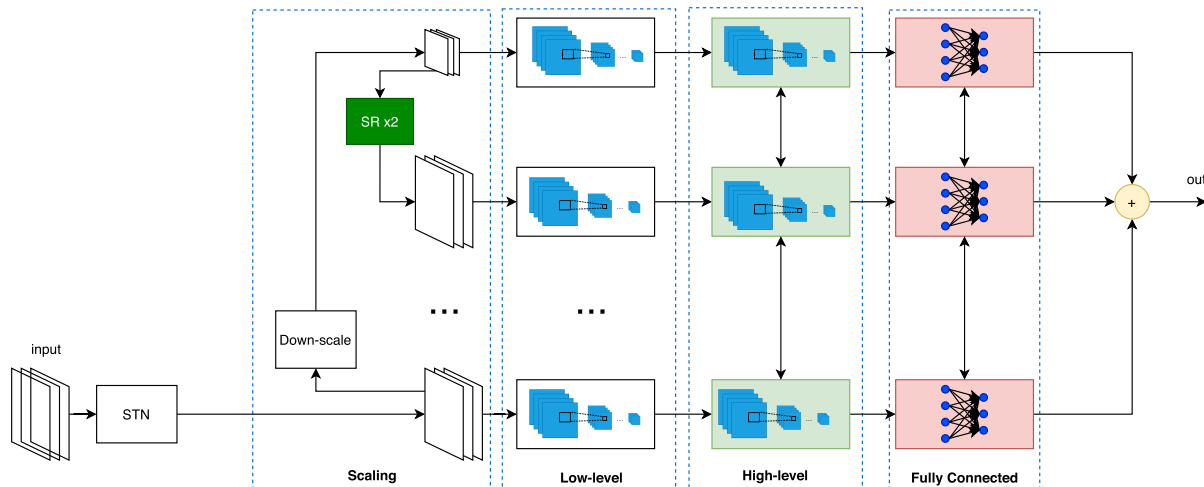 SR x2
out
Down-scale
input
STN
+
Scaling
Low-level
High-level
Fully Connected